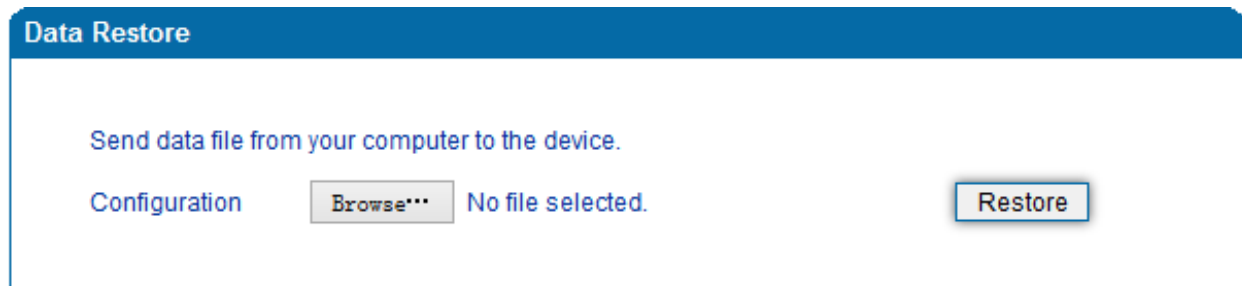 Data Restore
Send data file from your computer to the device.
Configuration Browse··· No file selected. Restore